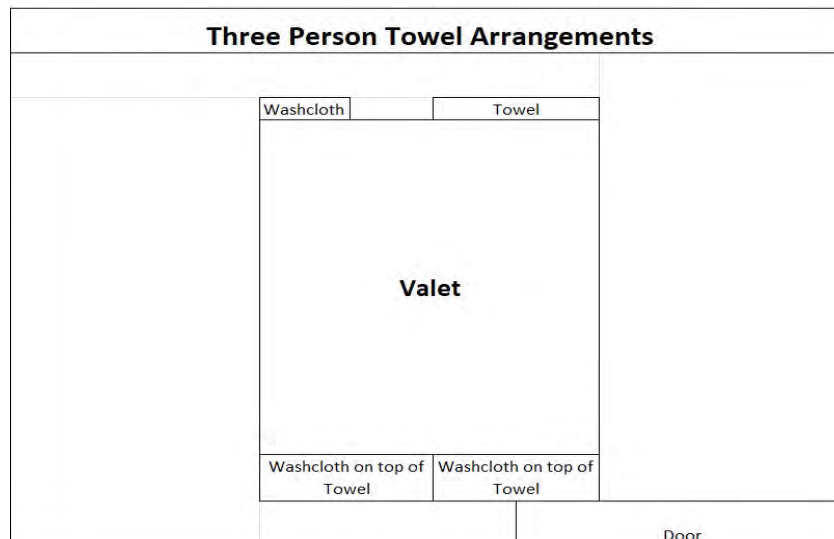 Three Person Towel Arrangements
Washcloth
Towel
Valet
Washcloth on top of
Towel
Washcloth on top of
Towel
Door